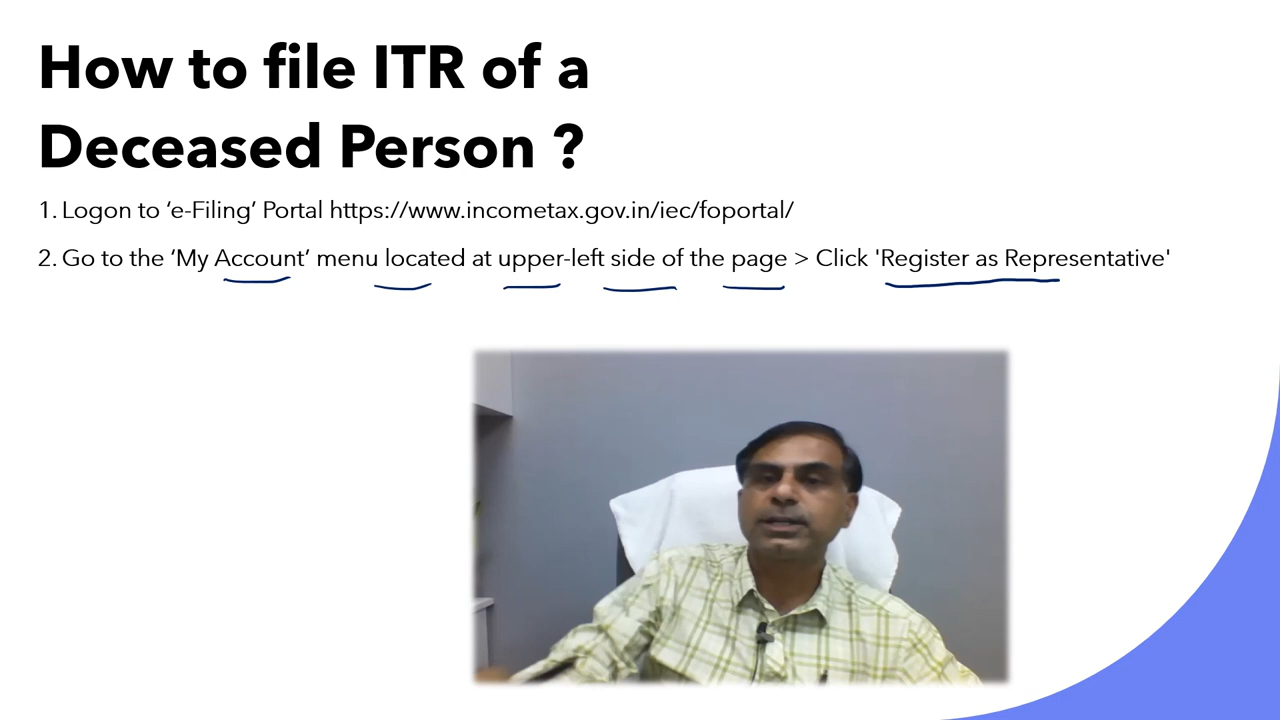 How to file ITR of a
Deceased Person ?
1. Logon to ‘e-Filing’ Portal https://www.incometax.gov.in/iec/foportal/
2. Go to the ‘My Account’ menu located at upper-left side of the page > Click 'Register as Representative'